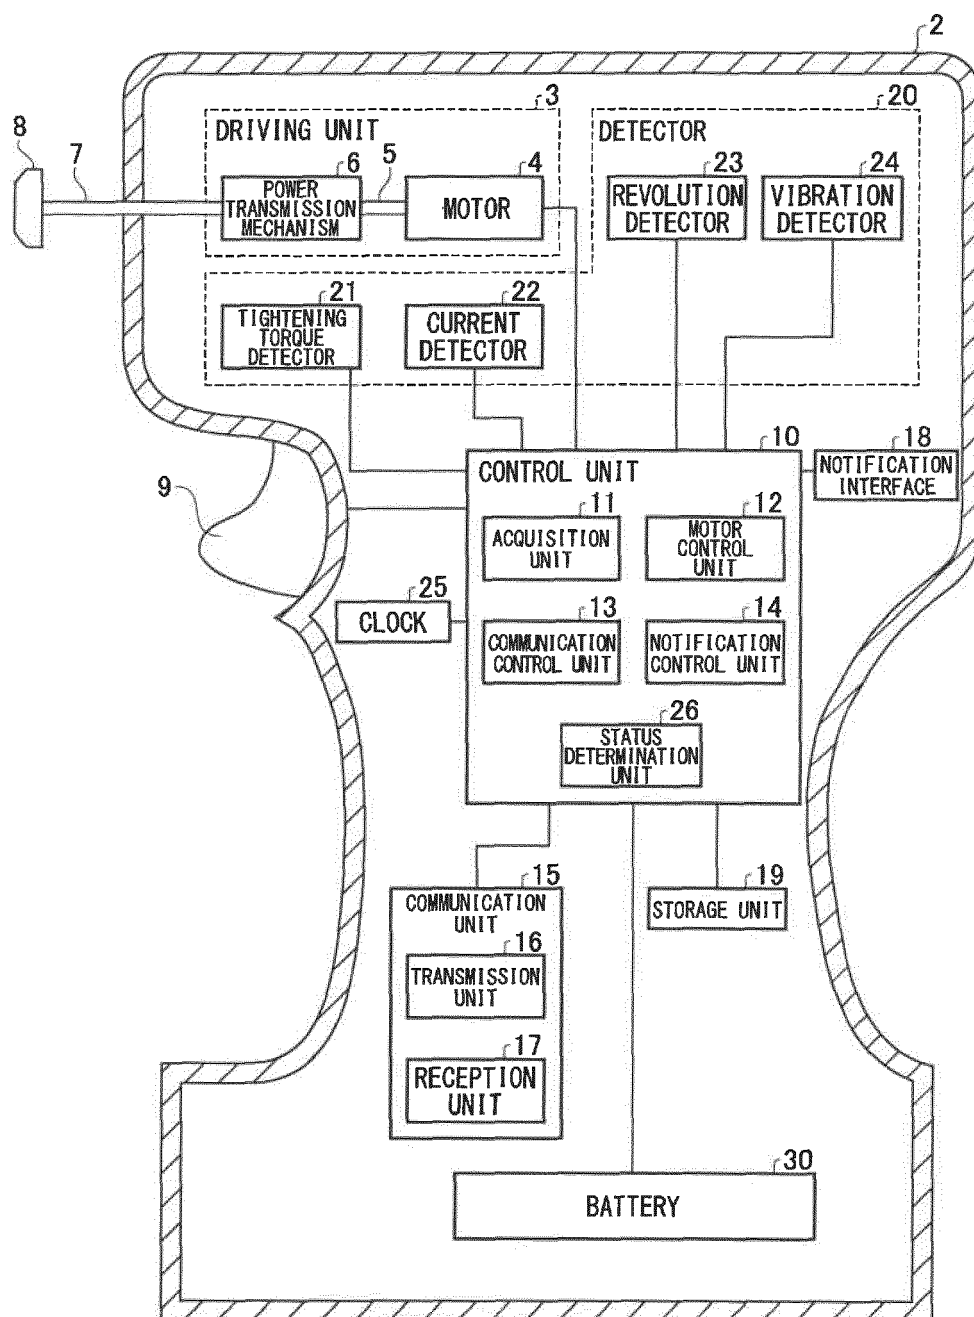 2
3
20
DRIVING UNIT
DETECTOR
8
7
6
5
4
23
24
POWER
TRANSMISSION
MECHANISM
MOTOR
REVOLUTION
DETECTOR
VIBRATION
DETECTOR
21
22
TIGHTENING
TORQUE
DETECTOR
CURRENT
DETECTOR
10
18
CONTROL UNIT
NOTIFICATION
INTERFACE
9
11
12
ACQUISITION
UNIT
MOTOR
CONTROL
UNIT
25
CLOCK
13
14
COMMUNICATION
CONTROL UNIT
NOTIFICATION
CONTROL UNIT
26
STATUS
DETERMINATION
UNIT
15
19
COMMUNICATION
UNIT
STORAGE UNIT
16
TRANSMISSION
UNIT
17
RECEPTION
UNIT
30
BATTERY